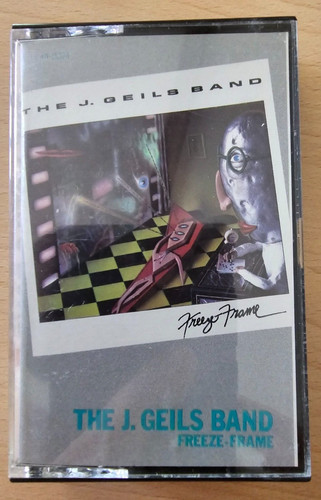 THE J. GEILS BAND
Freeze Frame
THE J. GEILS BAND
FREEZE-FRAME